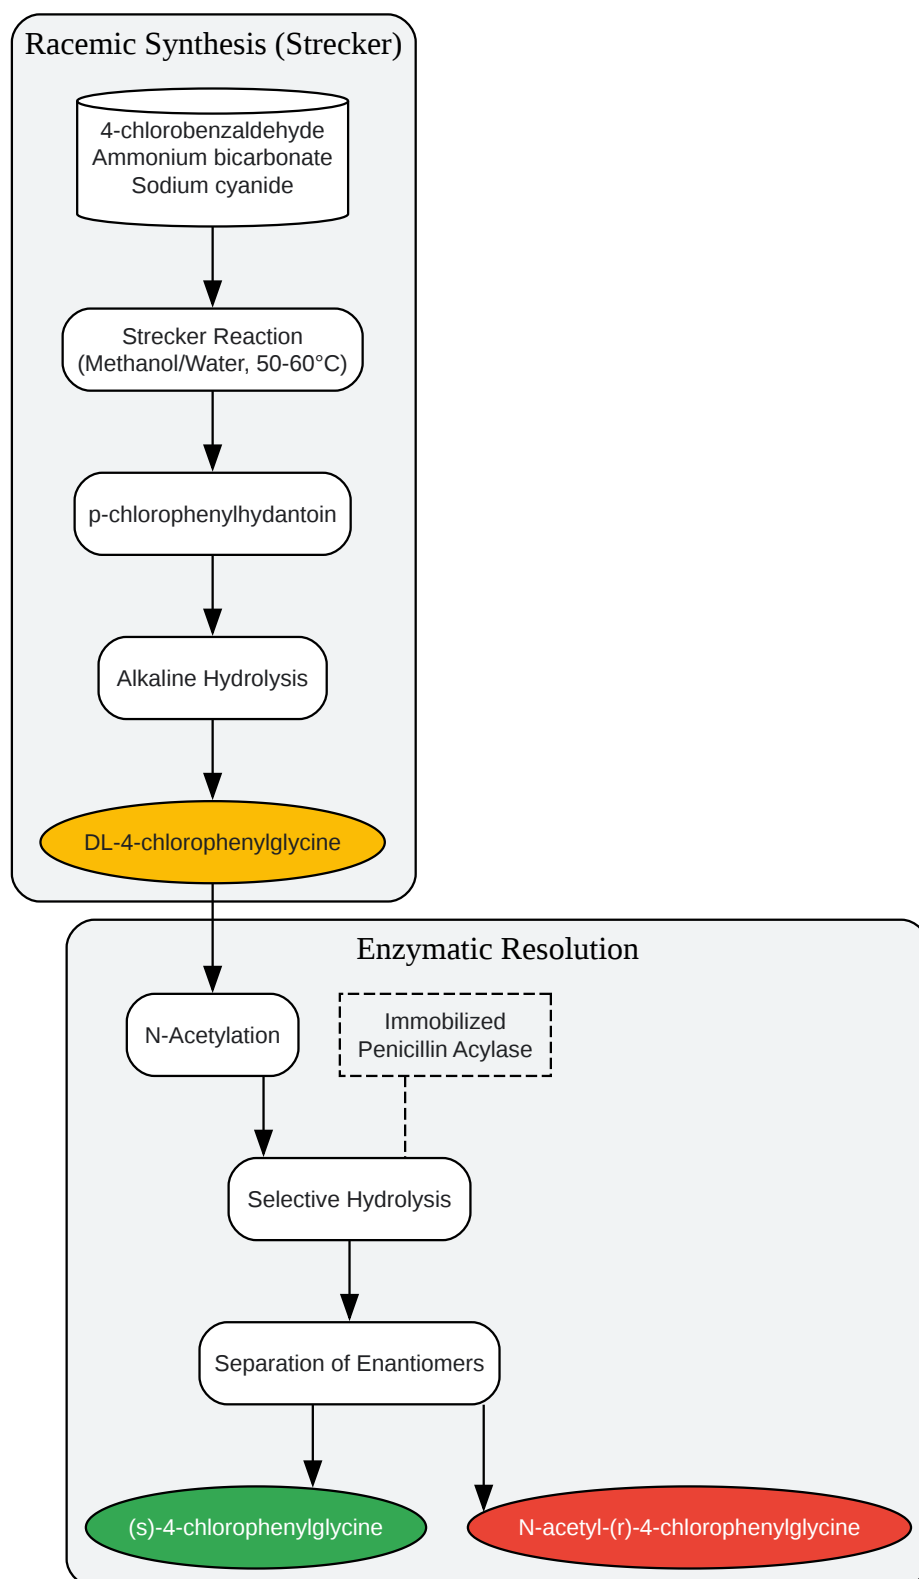 Racemic Synthesis (Strecker)
4-chlorobenzaldehyde
Ammonium bicarbonate
Sodium cyanide
Strecker Reaction
(Methanol/Water, 50-60°C)
p-chlorophenylhydantoin
Alkaline Hydrolysis
DL-4-chlorophenylglycine
Enzymatic Resolution
N-Acetylation
Immobilized
Penicillin Acylase
Selective Hydrolysis
Separation of Enantiomers
(s)-4-chlorophenylglycine
N-acetyl-(r)-4-chlorophenylglycine